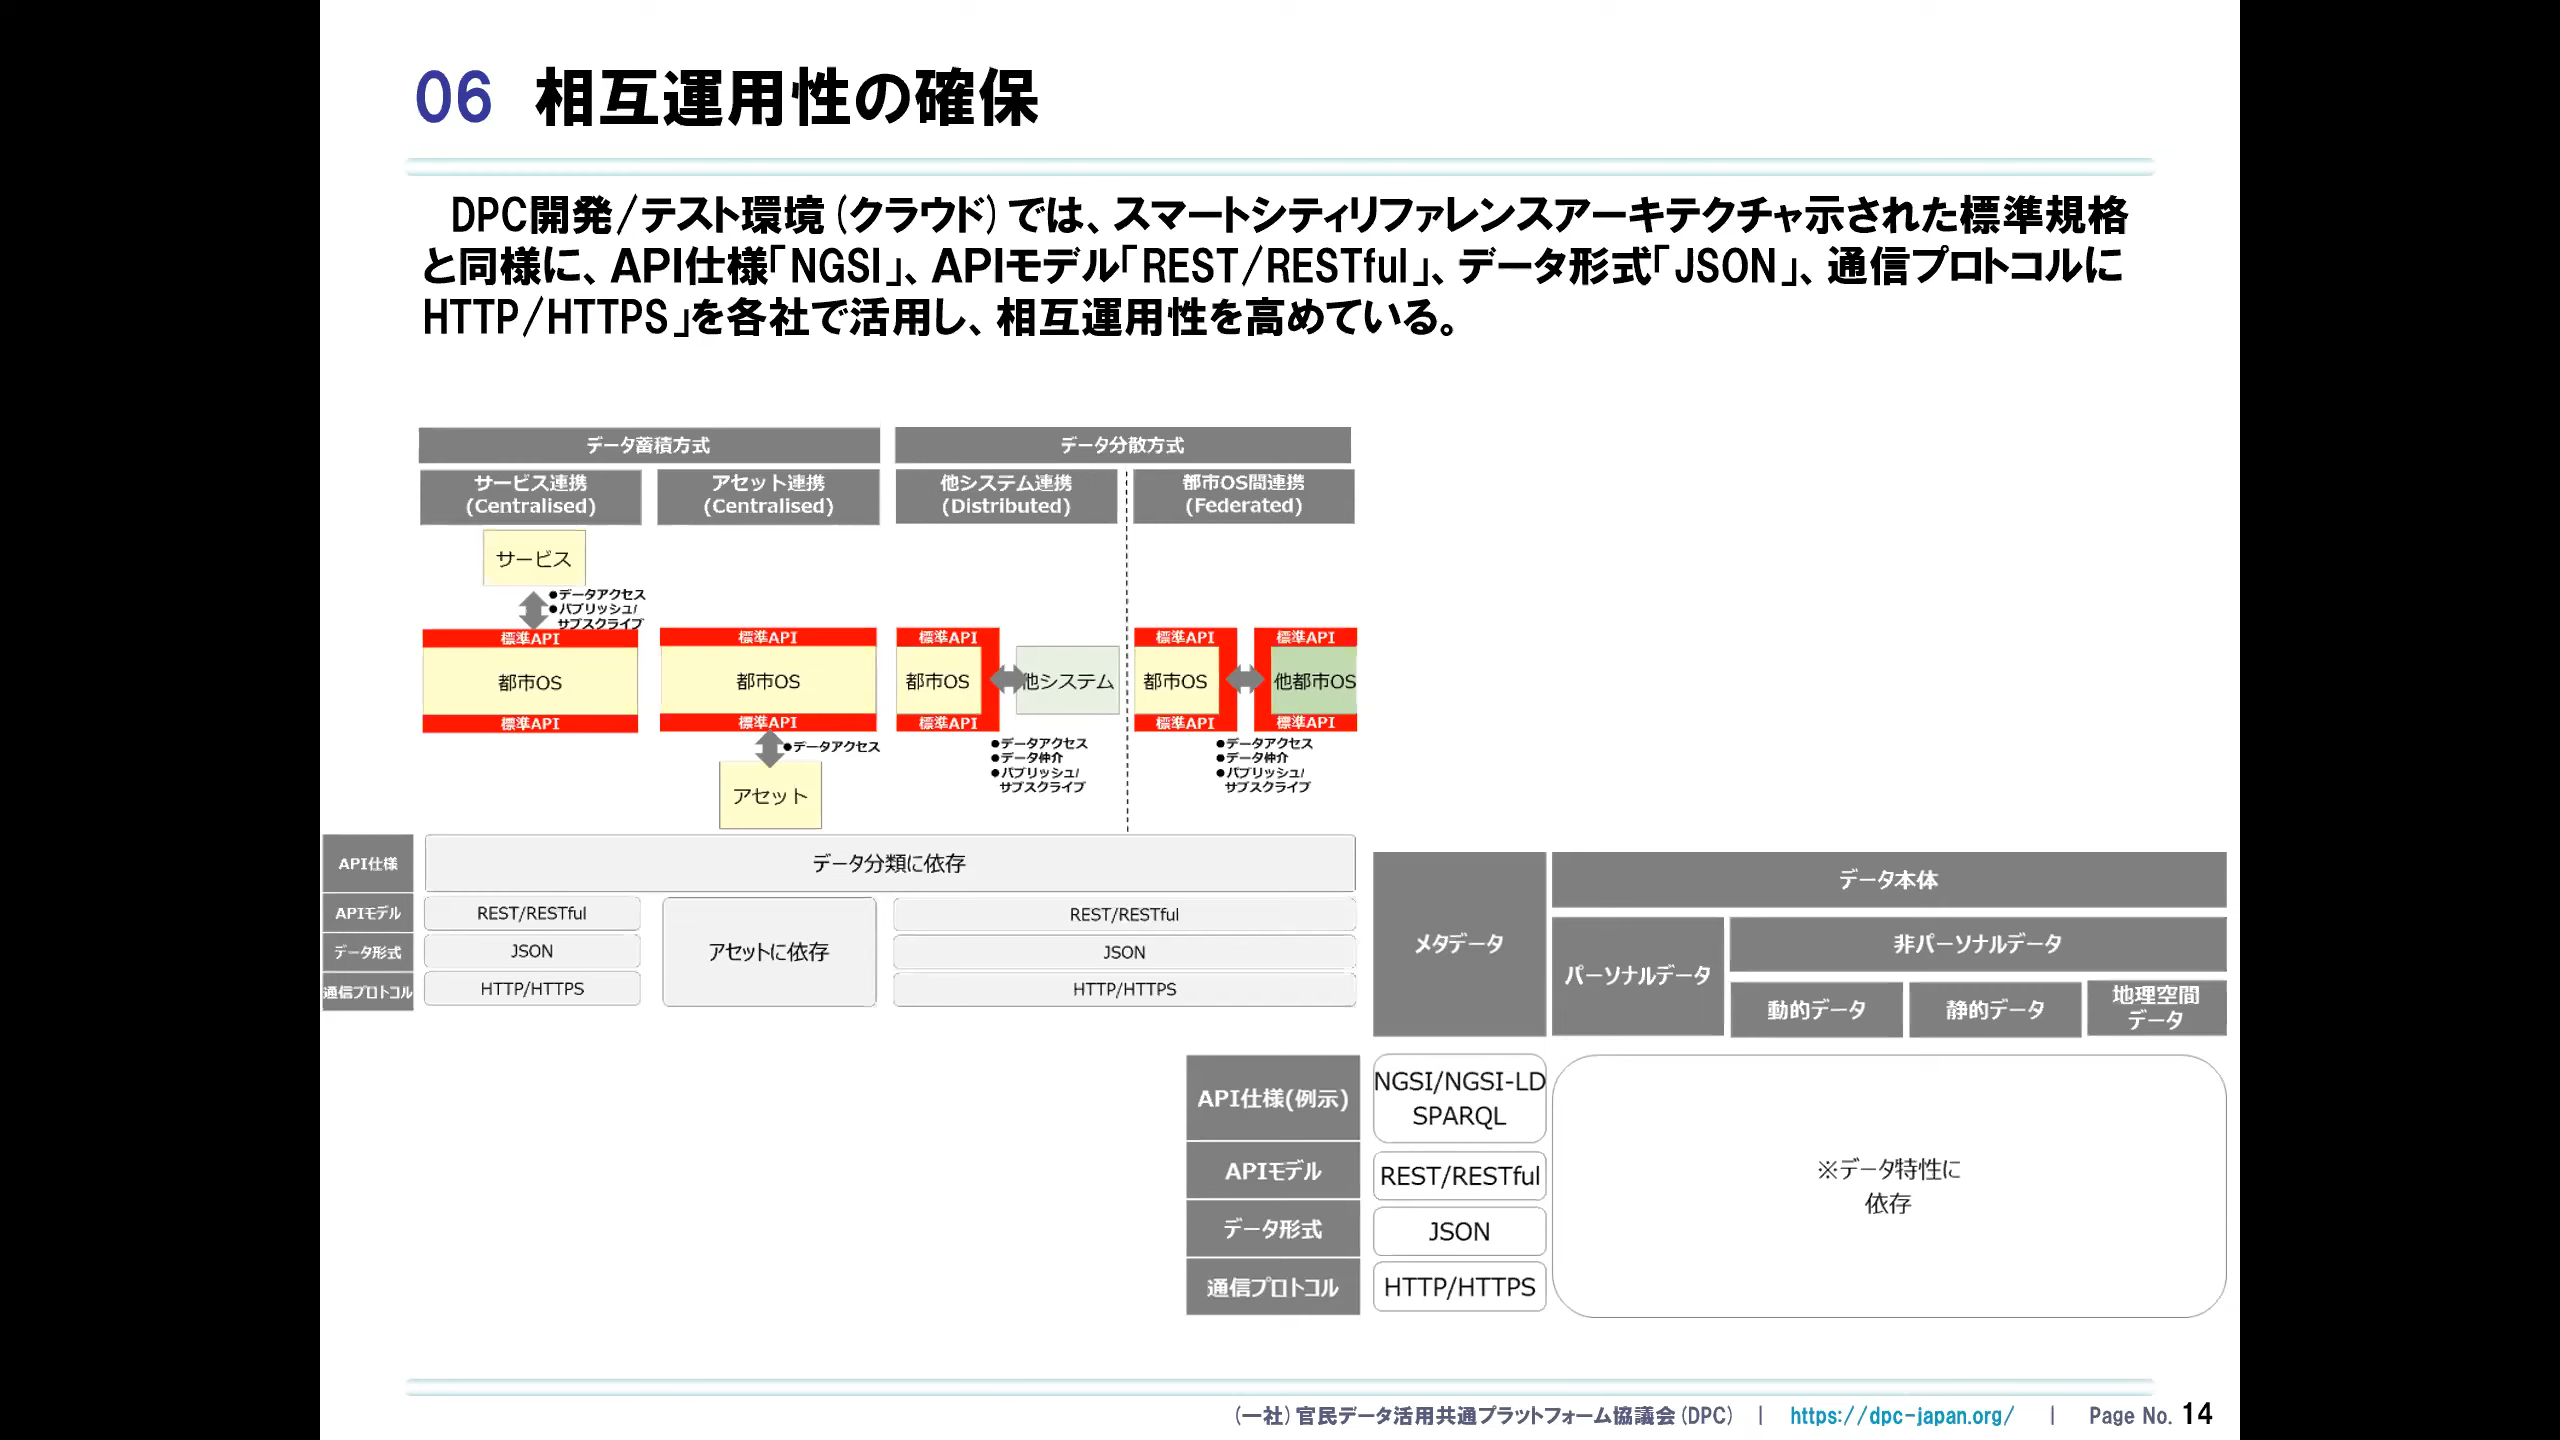 06 相互運用性の確保
DPC開発/テスト環境(クラウド)では、スマートシティリファレンスアーキテクチャ示された標準規格
と同様に、API仕様「NGSI」、APIモデル「REST/RESTful」、データ形式「JSON」、通信プロトコルに
HTTP/HTTPS」を各社で活用し、相互運用性を高めている。
データ蓄積方式
データ分散方式
サービス連携
(Centralised)
アセット連携
(Centralised)
他システム連携
(Distributed)
都市OS間連携
(Federated)
サービス
●データアクセス
●パブリッシュ/
サブスクライブ
標準API
都市OS
標準API
標準API
都市OS
標準API
●データアクセス
アセット
標準API
都市OS
標準API
他システム
●データアクセス
●データ仲介
●パブリッシュ/
サブスクライブ
標準API
都市OS
標準API
標準API
他都市OS
標準API
●データアクセス
●データ仲介
●パブリッシュ/
サブスクライブ
API仕様
データ分類に依存
APIモデル
REST/RESTful
アセットに依存
REST/RESTful
データ形式
JSON
JSON
通信プロトコル
HTTP/HTTPS
HTTP/HTTPS
メタデータ
データ本体
パーソナルデータ
非パーソナルデータ
動的データ
静的データ
地理空間
データ
API仕様(例示)
NGSI/NGSI-LD
SPARQL
APIモデル
REST/RESTful
データ形式
JSON
通信プロトコル
HTTP/HTTPS
※データ特性に
依存
(一社)官民データ活用共通プラットフォーム協議会(DPC) | https://dpc-japan.org/ | Page No. 14